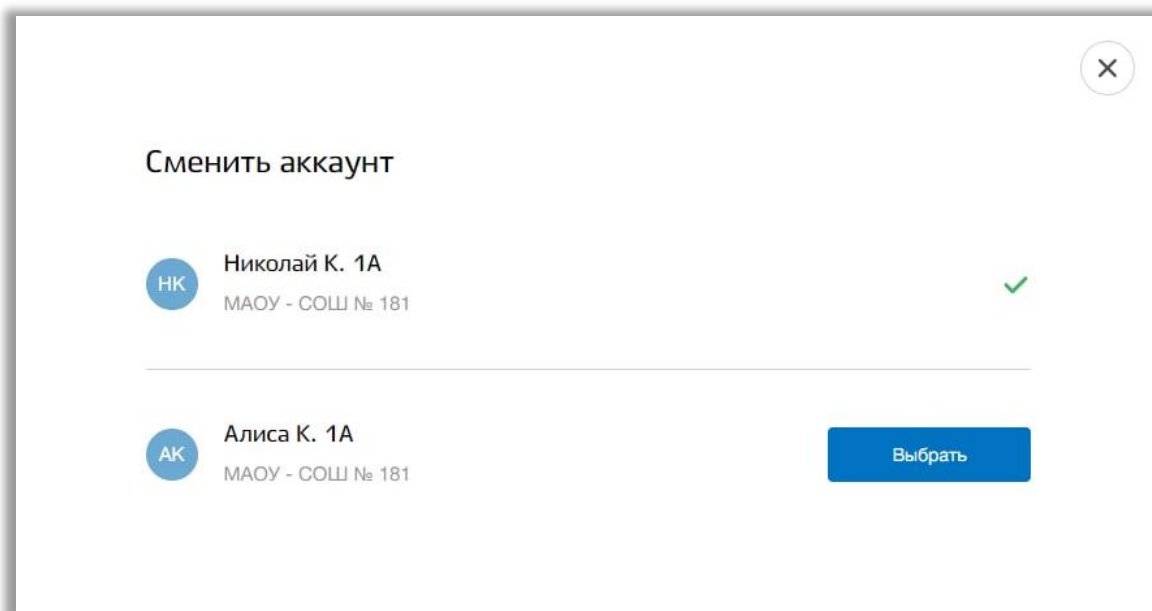 Сменить аккаунт
НК
Николай К. 1А
МАОУ - СОШ № 181
АК
Алиса К. 1А
МАОУ - СОШ № 181
Выбрать